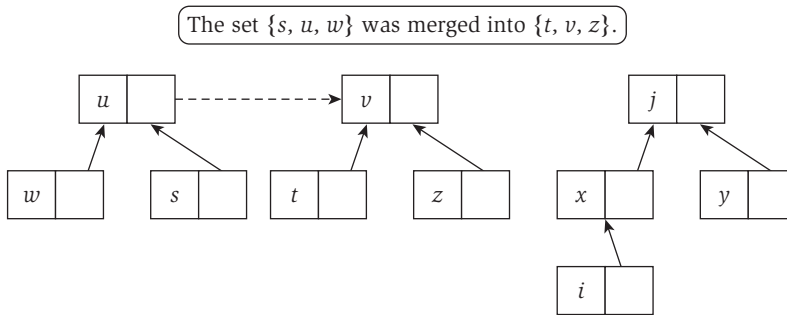 The set {s, u, w} was merged into {t, v, z}.
u v j
w s t z x y
i